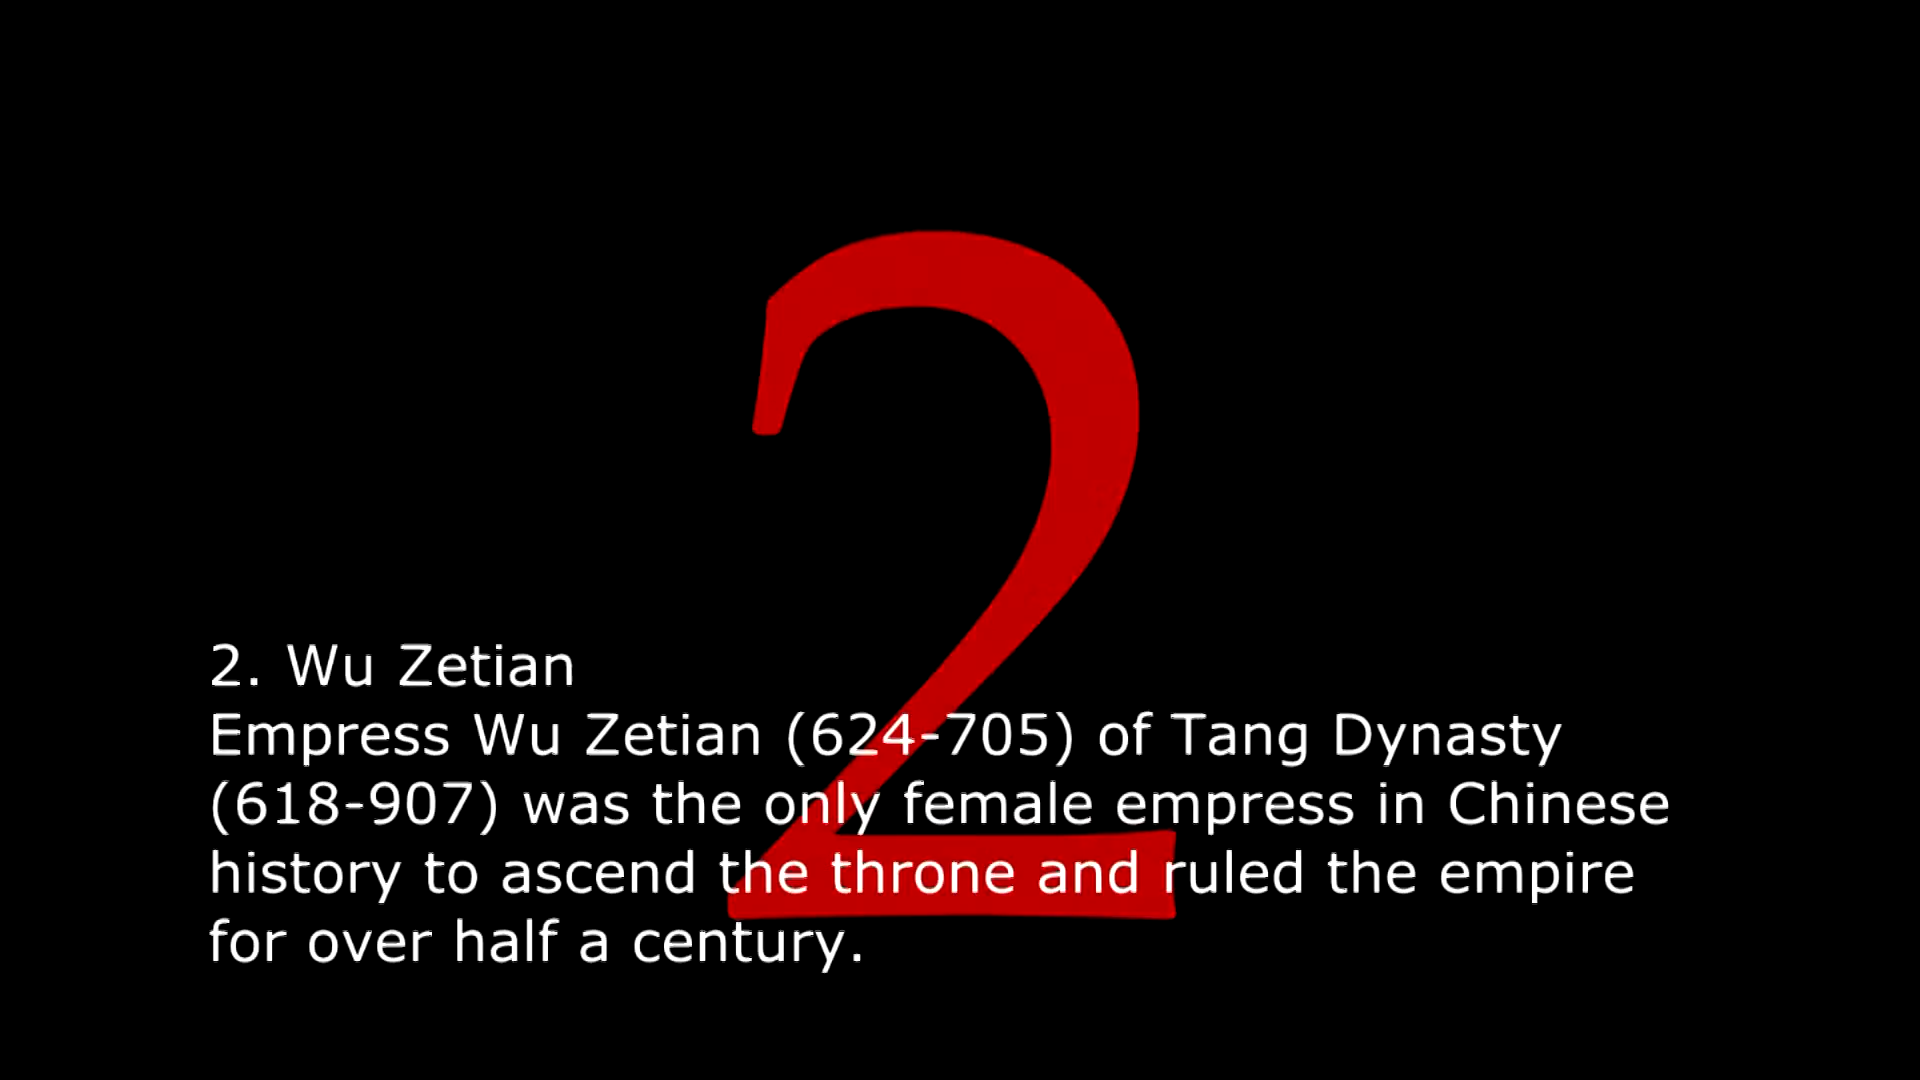 2
2. Wu Zetian
Empress Wu Zetian (624-705) of Tang Dynasty
(618-907) was the only female empress in Chinese
history to ascend the throne and ruled the empire
for over half a century.